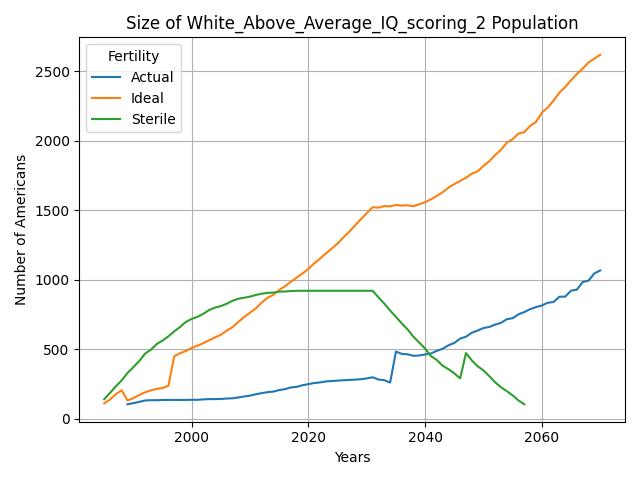 Size of White_Above_Average_IQ_scoring_2 Population
Fertility
Actual
Ideal
Sterile
Number of Americans
2500
2000
1500
1000
500
0
2000
2020
2040
2060
Years